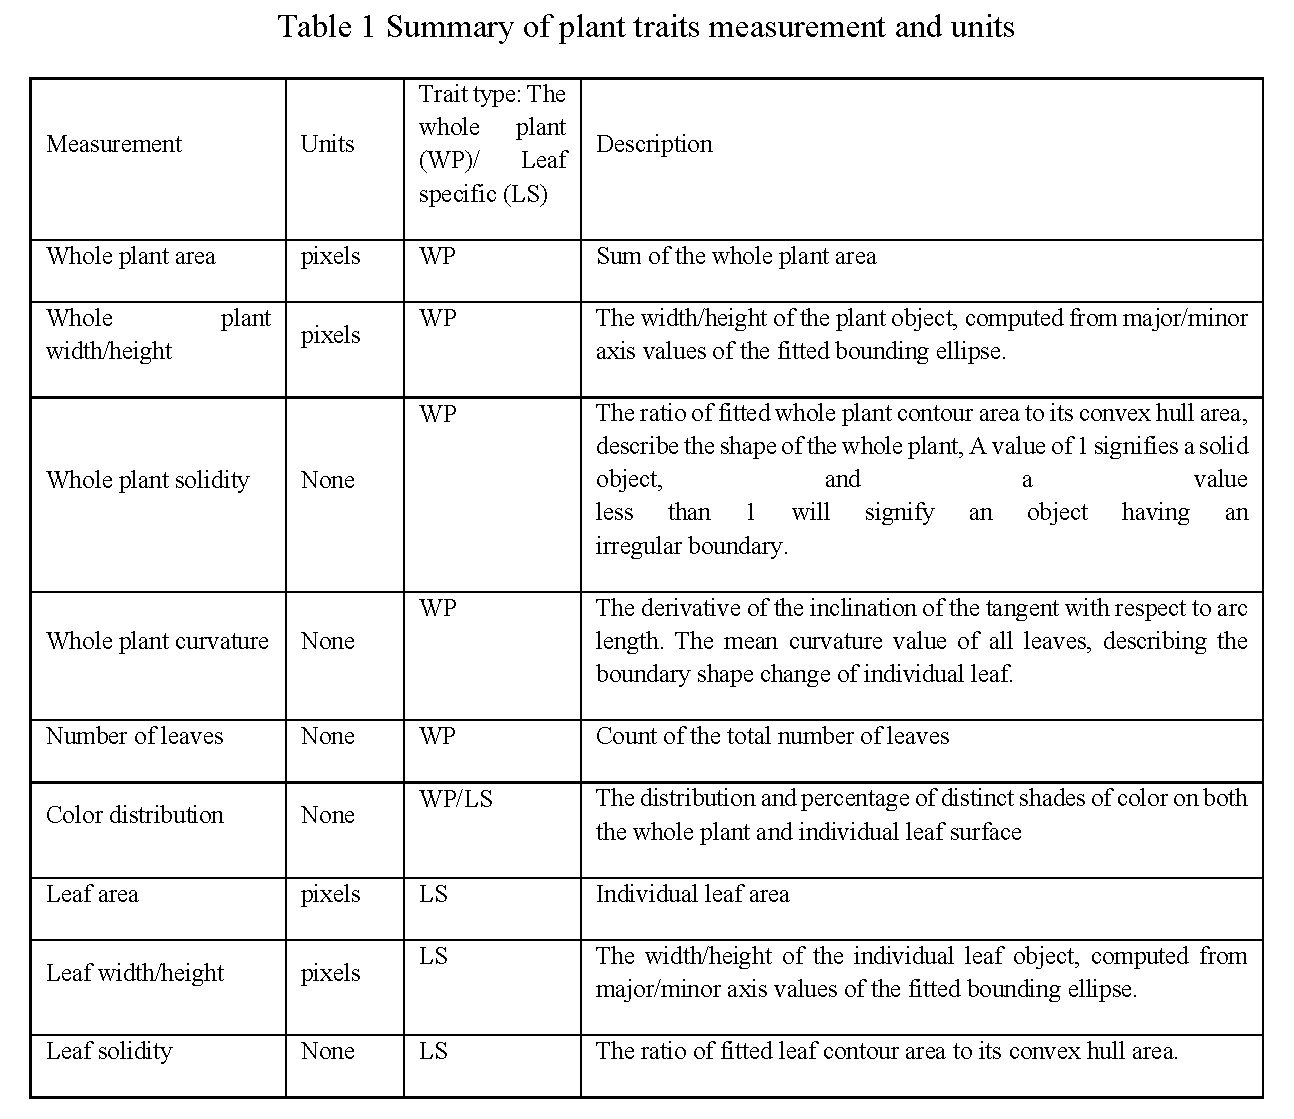 Table 1 Summary of plant traits measurement and units
Measurement
Units
Trait type: The
whole plant
(WP)/ Leaf
specific (LS)
Description
Whole plant area
pixels
WP
Sum of the whole plant area
Whole plant
width/height
pixels
WP
The width/height of the plant object, computed from major/minor
axis values of the fitted bounding ellipse.
Whole plant solidity
None
WP
The ratio of fitted whole plant contour area to its convex hull area,
describe the shape of the whole plant, A value of 1 signifies a solid
object, and a value
less than 1 will signify an object having an
irregular boundary.
Whole plant curvature
None
WP
The derivative of the inclination of the tangent with respect to arc
length. The mean curvature value of all leaves, describing the
boundary shape change of individual leaf.
Number of leaves
None
WP
Count of the total number of leaves
Color distribution
None
WP/LS
The distribution and percentage of distinct shades of color on both
the whole plant and individual leaf surface
Leaf area
pixels
LS
Individual leaf area
Leaf width/height
pixels
LS
The width/height of the individual leaf object, computed from
major/minor axis values of the fitted bounding ellipse.
Leaf solidity
None
LS
The ratio of fitted leaf contour area to its convex hull area.